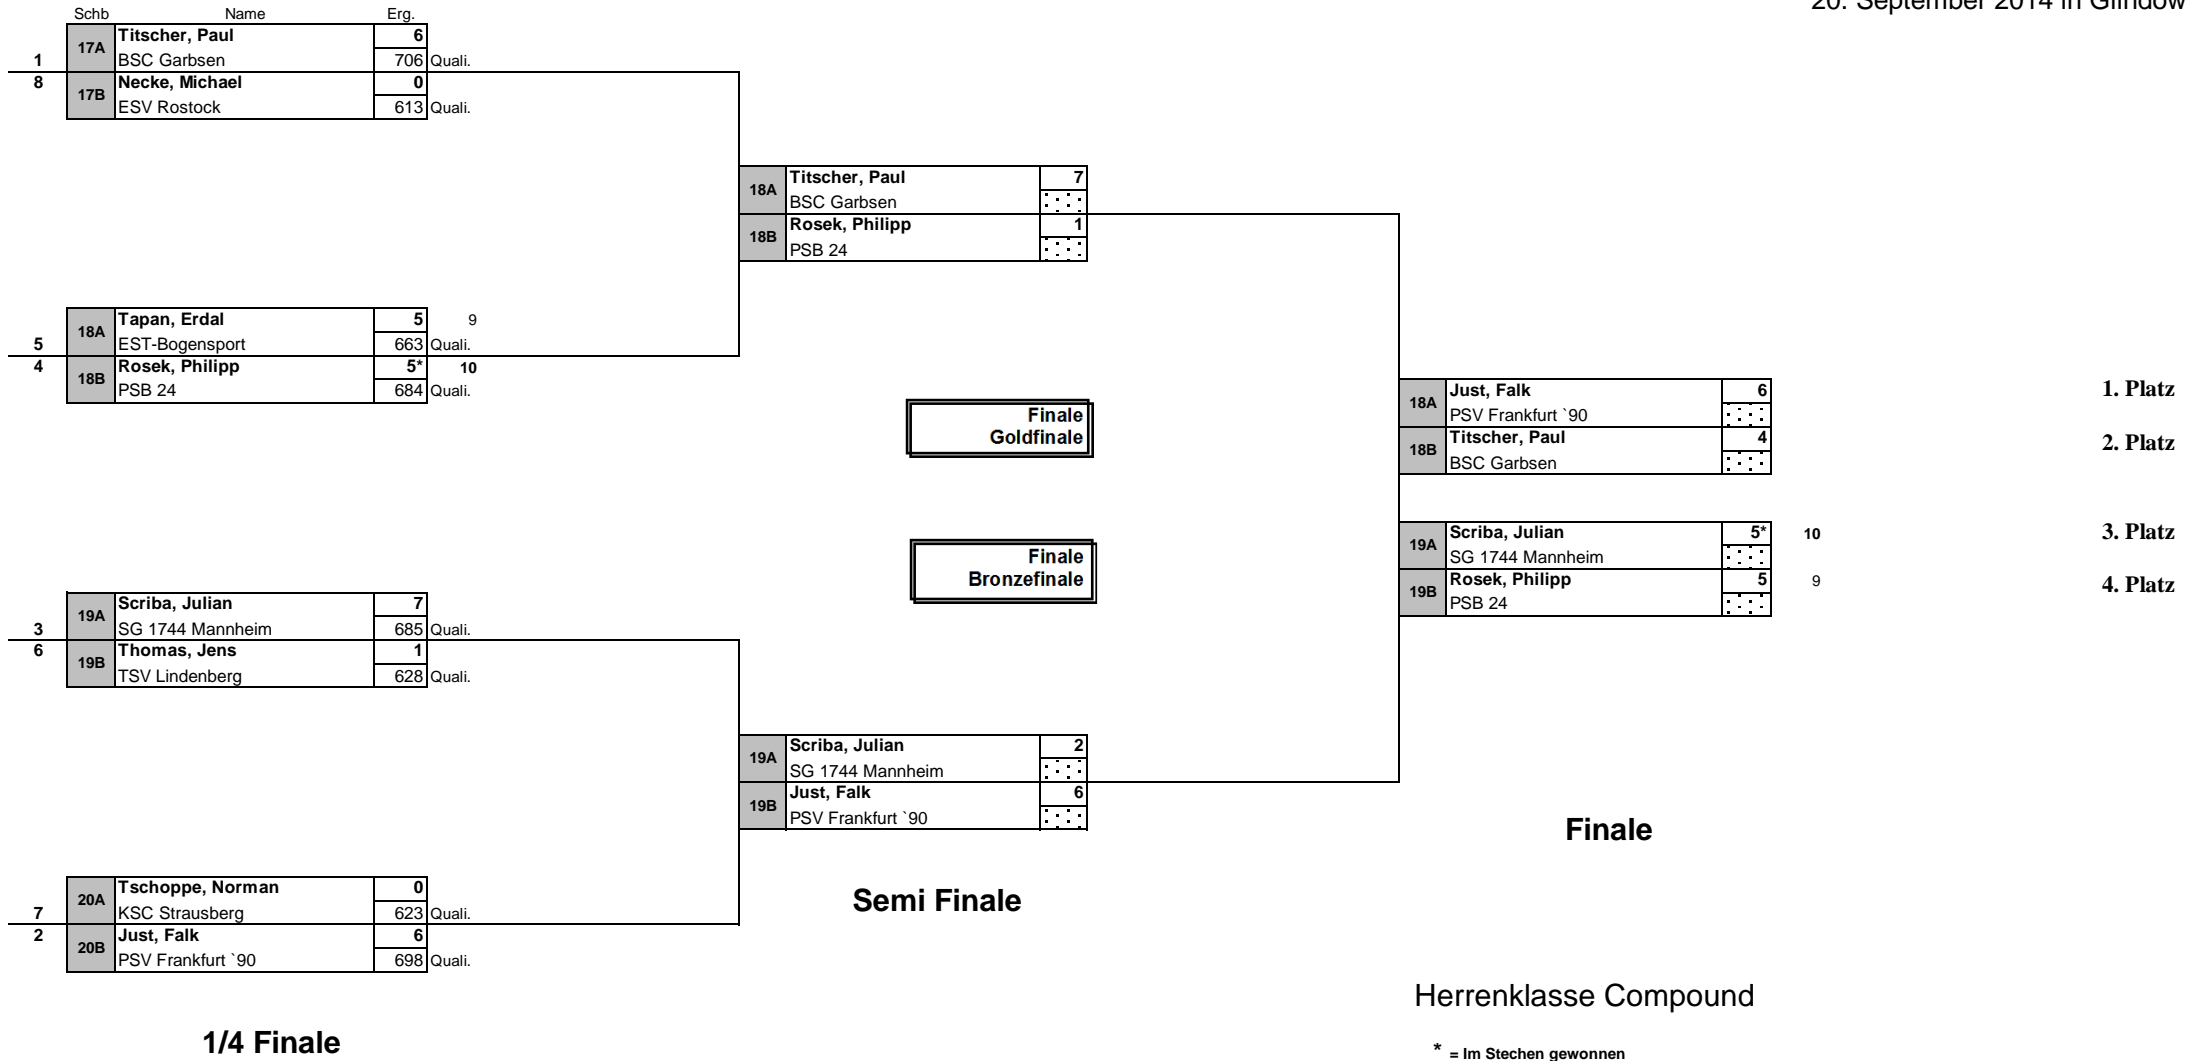 20. September 2014 in Glindow
Schb Name Erg.
17A Titscher, Paul 6
1 BSC Garbsen 706 Quali.
8 17B Necke, Michael 0
ESV Rostock 613 Quali.
18A Titscher, Paul 7
BSC Garbsen
18B Rosek, Philipp 1
PSB 24
18A Tapan, Erdal 5 9
5 EST-Bogensport 663 Quali.
4 18B Rosek, Philipp 5* 10
PSB 24 684 Quali.
Finale
Goldfinale
18A Just, Falk 6 1. Platz
PSV Frankfurt `90
18B Titscher, Paul 4 2. Platz
BSC Garbsen
Finale
Bronzefinale
19A Scriba, Julian 5* 10 3. Platz
SG 1744 Mannheim
19B Rosek, Philipp 5 9 4. Platz
PSB 24
19A Scriba, Julian 7
3 SG 1744 Mannheim 685 Quali.
6 19B Thomas, Jens 1
TSV Lindenberg 628 Quali.
19A Scriba, Julian 2
SG 1744 Mannheim
19B Just, Falk 6
PSV Frankfurt `90
Finale
20A Tschoppe, Norman 0
7 KSC Strausberg 623 Quali.
2 20B Just, Falk 6
PSV Frankfurt `90 698 Quali.
Semi Finale
Herrenklasse Compound
1/4 Finale
* = Im Stechen gewonnen